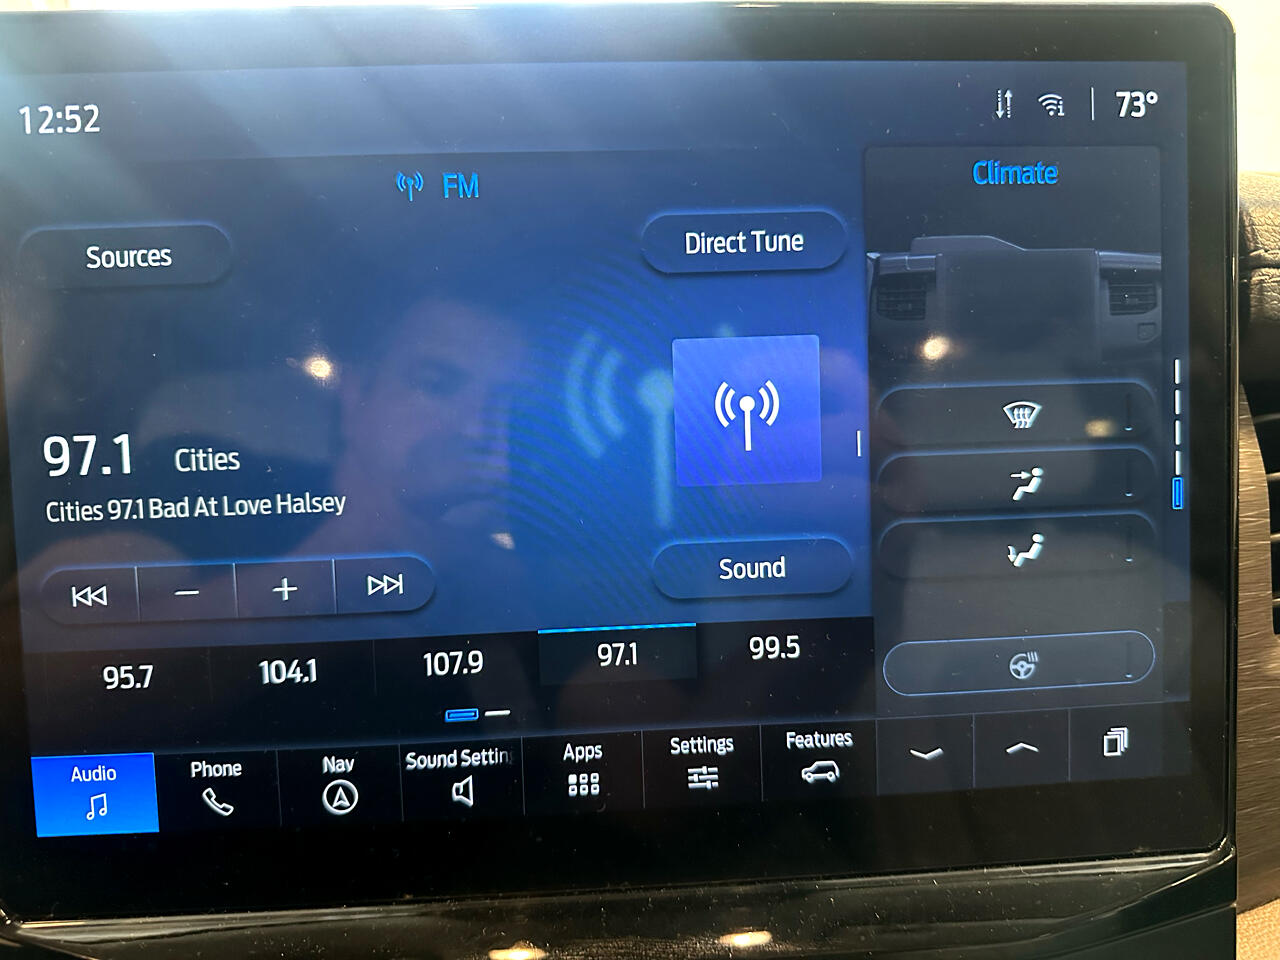 12:52
73°
FM
Climate
Sources
Direct Tune
97.1 Cities
Cities 97.1 Bad At Love Halsey
Sound
95.7
104.1
107.9
97.1
99.5
Audio
Phone
Nav
Sound Settin
Apps
Settings
Features